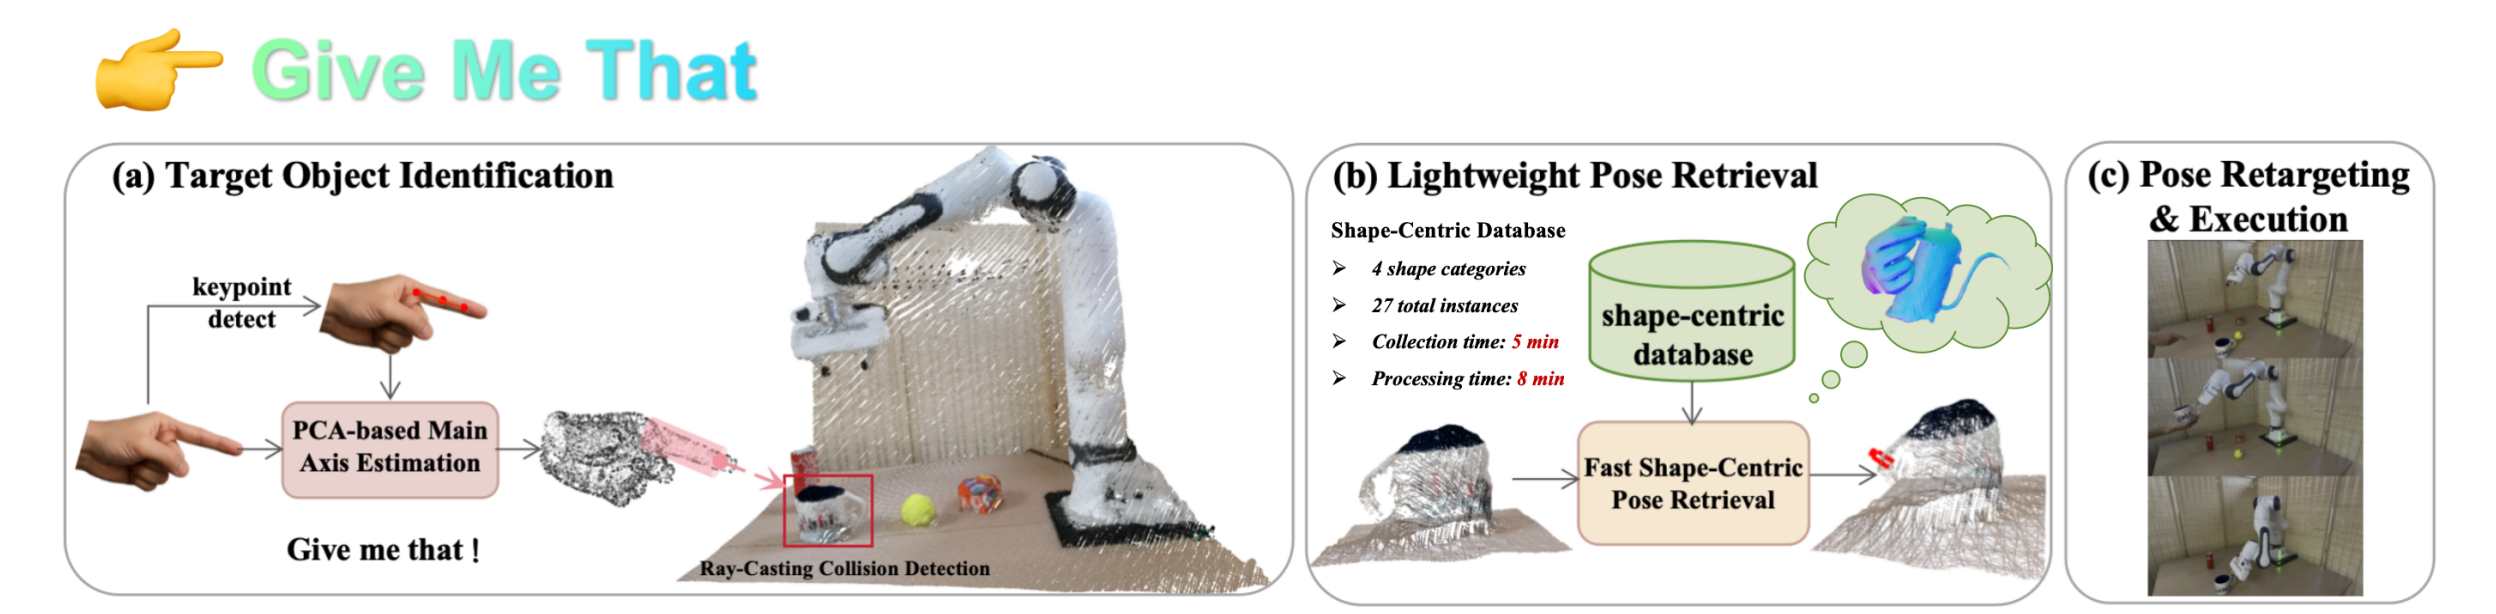 Give Me That
(a) Target Object Identification
keypoint
detect
PCA-based Main
Axis Estimation
Give me that !
Ray-Casting Collision Detection
(b) Lightweight Pose Retrieval
Shape-Centric Database
4 shape categories
27 total instances
Collection time: 5 min
Processing time: 8 min
shape-centric
database
Fast Shape-Centric
Pose Retrieval
(c) Pose Retargeting
& Execution